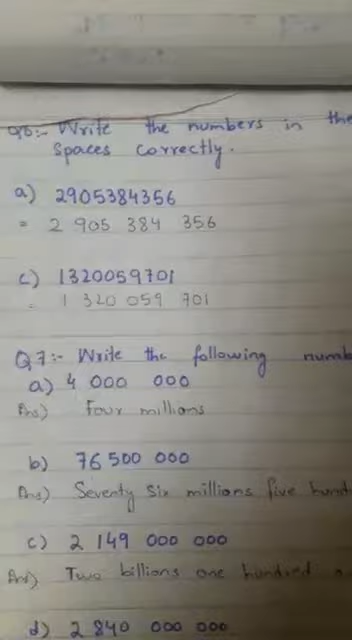 Q6:- Write the numbers in the
spaces correctly.
a) 2905384356
= 2 905 384 356
c) 1320059701
= 1 320 059 701
Q7:- Write the following numb
a) 4 000 000
Ans) Four millions
b) 76 500 000
Ans) Seventy Six millions five hund
c) 2 149 000 000
Ans) Two billions one hundred
d) 2 840 000 000